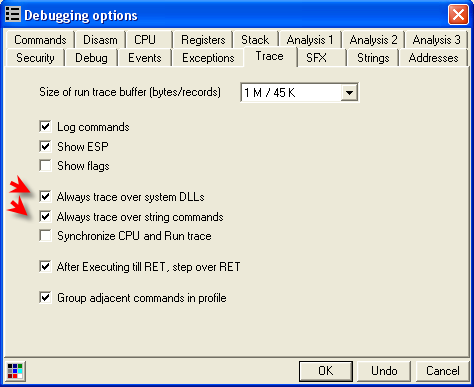 Debugging options
Commands Disasm CPU Registers Stack Analysis 1 Analysis 2 Analysis 3
Security Debug Events Exceptions Trace SFX Strings Addresses
Size of run trace buffer (bytes/records) 1 M / 45 K
Log commands
Show ESP
Show flags
Always trace over system DLLs
Always trace over string commands
Synchronize CPU and Run trace
After Executing till RET, step over RET
Group adjacent commands in profile
OK Undo Cancel